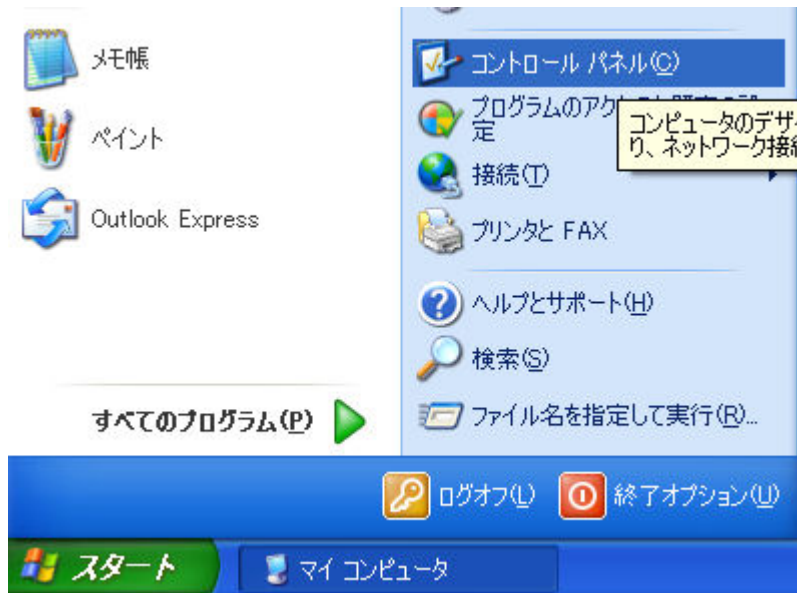 メモ帳
ペイント
Outlook Express
すべてのプログラム(P)
コントロール パネル(C)
プログラムのアク
定
コンピュータのデザ
り、ネットワーク接
接続(T)
プリンタと FAX
ヘルプとサポート(H)
検索(S)
ファイル名を指定して実行(R)...
ログオフ(L)
終了オプション(U)
スタート
マイ コンピュータ